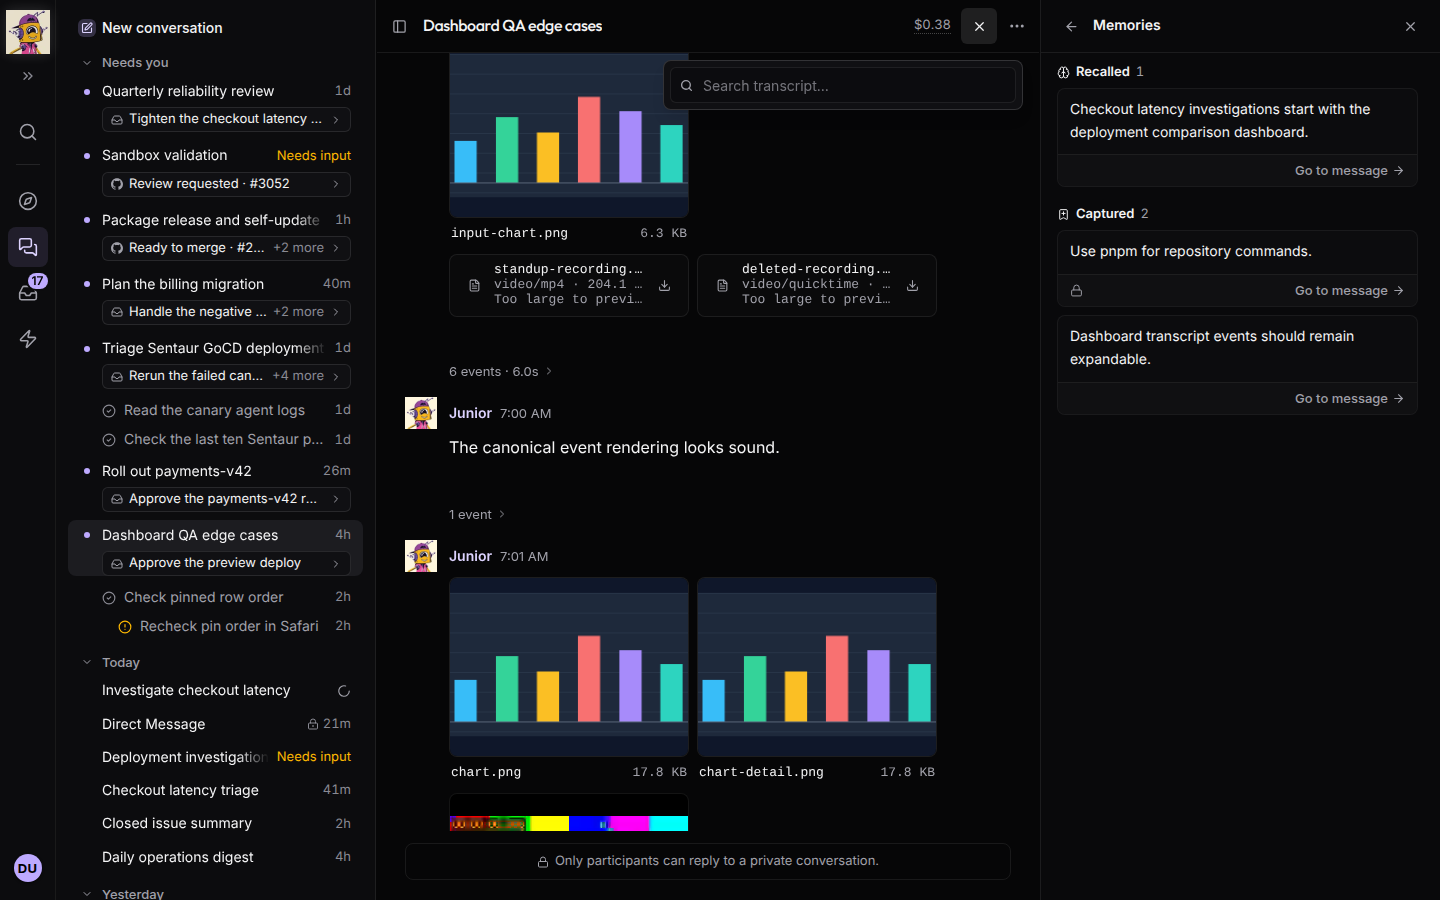 New conversation
Needs you
Quarterly reliability review 1d
Tighten the checkout latency ...
Sandbox validation Needs input
Review requested · #3052
Package release and self-update 1h
Ready to merge · #2... +2 more
17
Plan the billing migration 40m
Handle the negative ... +2 more
Triage Sentaur GoCD deployment 1d
Rerun the failed can... +4 more
Read the canary agent logs 1d
Check the last ten Sentaur p... 1d
Roll out payments-v42 26m
Approve the payments-v42 r...
Dashboard QA edge cases 4h
Approve the preview deploy
Check pinned row order 2h
Recheck pin order in Safari 2h
Today
Investigate checkout latency
Direct Message 21m
Deployment investigation Needs input
Checkout latency triage 41m
Closed issue summary 2h
Daily operations digest 4h
Yesterday
DU
Dashboard QA edge cases $0.38
Search transcript...
input-chart.png 6.3 KB
standup-recording.…
video/mp4 · 204.1 …
Too large to previ…
deleted-recording.…
video/quicktime · …
Too large to previ…
6 events · 6.0s
Junior 7:00 AM
The canonical event rendering looks sound.
1 event
Junior 7:01 AM
chart.png 17.8 KB
chart-detail.png 17.8 KB
Only participants can reply to a private conversation.
Memories
Recalled 1
Checkout latency investigations start with the
deployment comparison dashboard.
Go to message
Captured 2
Use pnpm for repository commands.
Go to message
Dashboard transcript events should remain
expandable.
Go to message